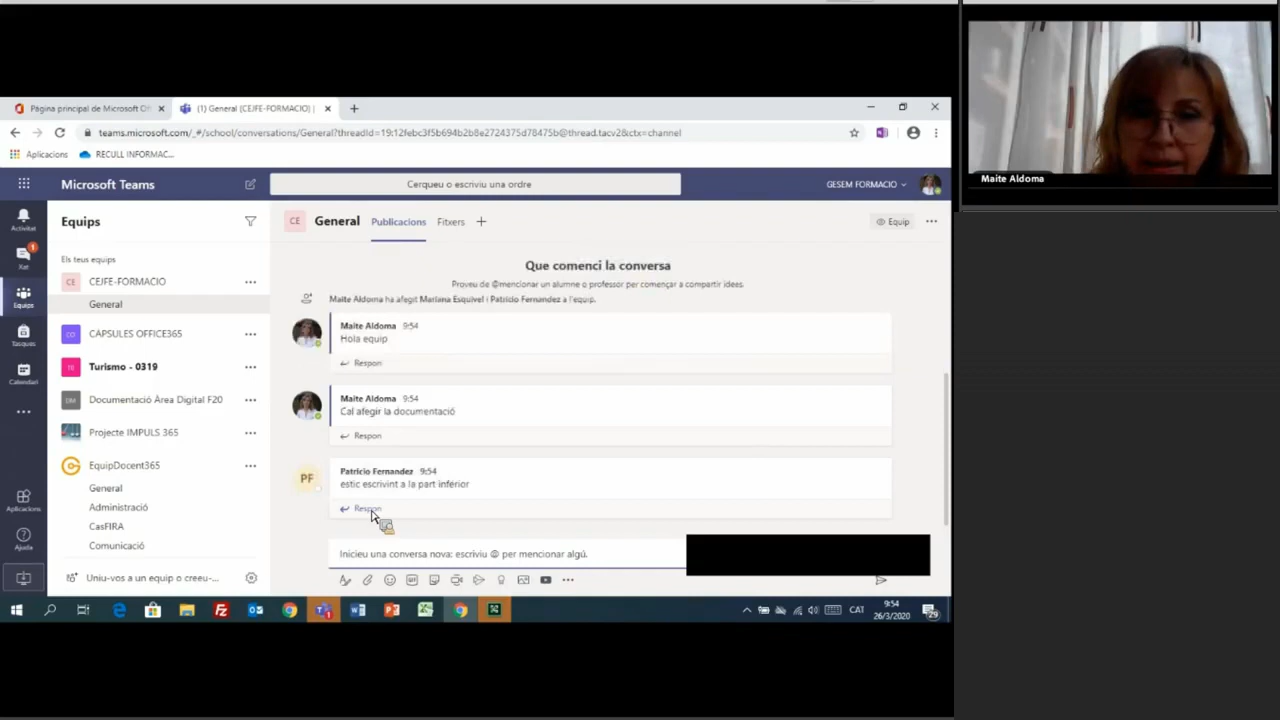 Maite Aldoma
Página principal de Microsoft Of
(1) General (CEJFE-FORMACIO) |
teams.microsoft.com/_#/school/conversations/General?threadId=19:12febc3f5b694b2b8e2724375d78475b@thread.tacv2&ctx=channel
Aplicacions
RECULL INFORMAC...
Microsoft Teams
Cerqueu o escriviu una ordre
GESEM FORMACIO
Activitat
Xat
1
Equips
Tasques
Calendari
Aplicacions
Ajuda
Equips
Els teus equips
CE
CEJFE-FORMACIO
General
CO
CAPSULES OFFICE365
TE
Turismo - 0319
DM
Documentació Àrea Digital F20
Projecte IMPULS 365
EquipDocent365
General
Administració
CasFIRA
Comunicació
Uniu-vos a un equip o creeu-...
CE
General
Publicacions
Fitxers
Equip
Que comenci la conversa
Proveu de @mencionar un alumne o professor per començar a compartir idees.
Maite Aldoma ha afegit Mariana Esquivel i Patricio Fernandez a l'equip.
Maite Aldoma 9:54
Hola equip
Respon
Maite Aldoma 9:54
Cal afegir la documentació
Respon
PF
Patricio Fernandez 9:54
estic escrivint a la part inferior
Respon
Inicieu una conversa nova: escriviu @ per mencionar algú.
CAT
9:54
26/3/2020
29